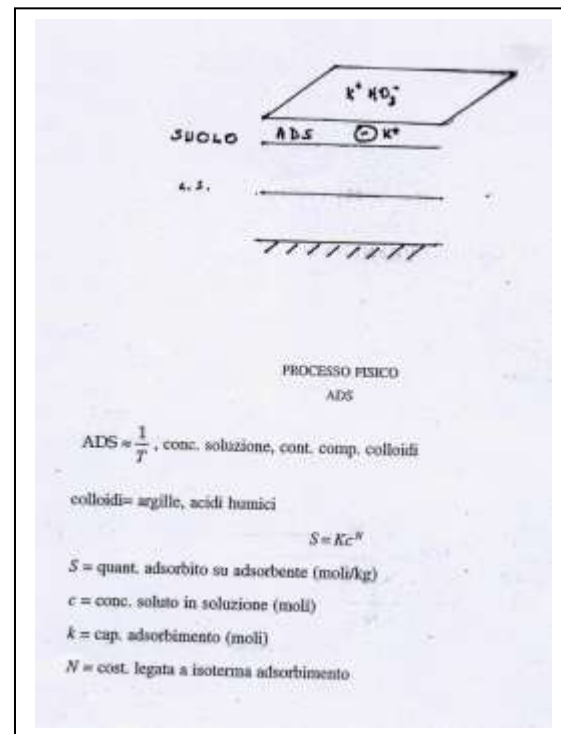 K⁺ NO₃⁻
SUOLO ADS ⊖ K⁺
PROCESSO FISICO
ADS
ADS ≈ 1/T , conc. soluzione, cont. comp. colloidi
colloidi= argille, acidi humici
S = Kc^N
S = quant. adsorbito su adsorbente (moli/kg)
c = conc. soluto in soluzione (moli)
k = cap. adsorbimento (moli)
N = cost. legata a isoterma adsorbimento